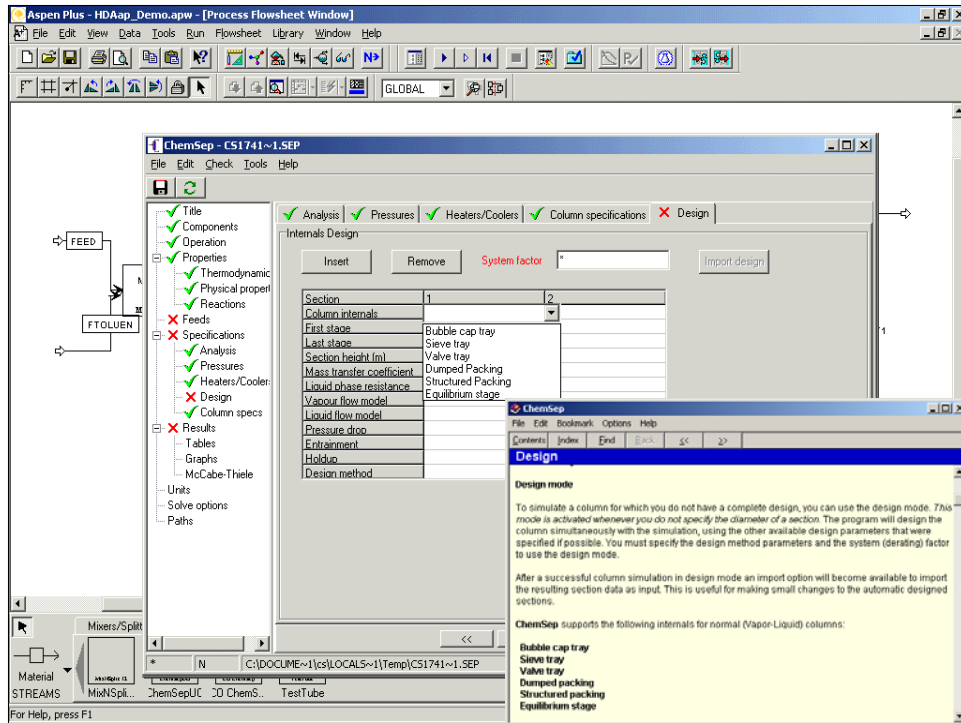 Aspen Plus - HDAap_Demo.apw - [Process Flowsheet Window]
File Edit View Data Tools Run Flowsheet Library Window Help
N>
GLOBAL
ChemSep - CS1741~1.SEP
File Edit Check Tools Help
Title
Components
Operation
Properties
Thermodynamic
Physical propert
Reactions
Feeds
Specifications
Analysis
Pressures
Heaters/Cooler:
Design
Column specs
Results
Tables
Graphs
McCabe-Thiele
Units
Solve options
Paths
Analysis Pressures Heaters/Coolers Column specifications Design
Internals Design
Insert Remove System factor * Import design
Section 1 2
Column internals
First stage
Last stage
Section height (m)
Mass transfer coefficient
Liquid phase resistance
Vapour flow model
Liquid flow model
Pressure drop
Entrainment
Holdup
Design method
Bubble cap tray
Sieve tray
Valve tray
Dumped Packing
Structured Packing
Equilibrium stage
<<
* N C:\DOCUME~1\cs\LOCALS~1\Temp\CS1741~1.SEP
FEED
FTOLUEN
ChemSep
File Edit Bookmark Options Help
Contents Index Find Back << >>
Design
Design mode
To simulate a column for which you do not have a complete design, you can use the design mode. This
mode is activated whenever you do not specify the diameter of a section. The program will design the
column simultaneously with the simulation, using the other available design parameters that were
specified if possible. You must specify the design method parameters and the system (derating) factor
to use the design mode.
After a successful column simulation in design mode an import option will become available to import
the resulting section data as input. This is useful for making small changes to the automatic designed
sections.
ChemSep supports the following internals for normal (Vapor-Liquid) columns:
Bubble cap tray
Sieve tray
Valve tray
Dumped packing
Structured packing
Equilibrium stage
Mixers/Splitt
Material
STREAMS
MixNSpli...
ChemSepUC
CO ChemS..
TestTube
For Help, press F1